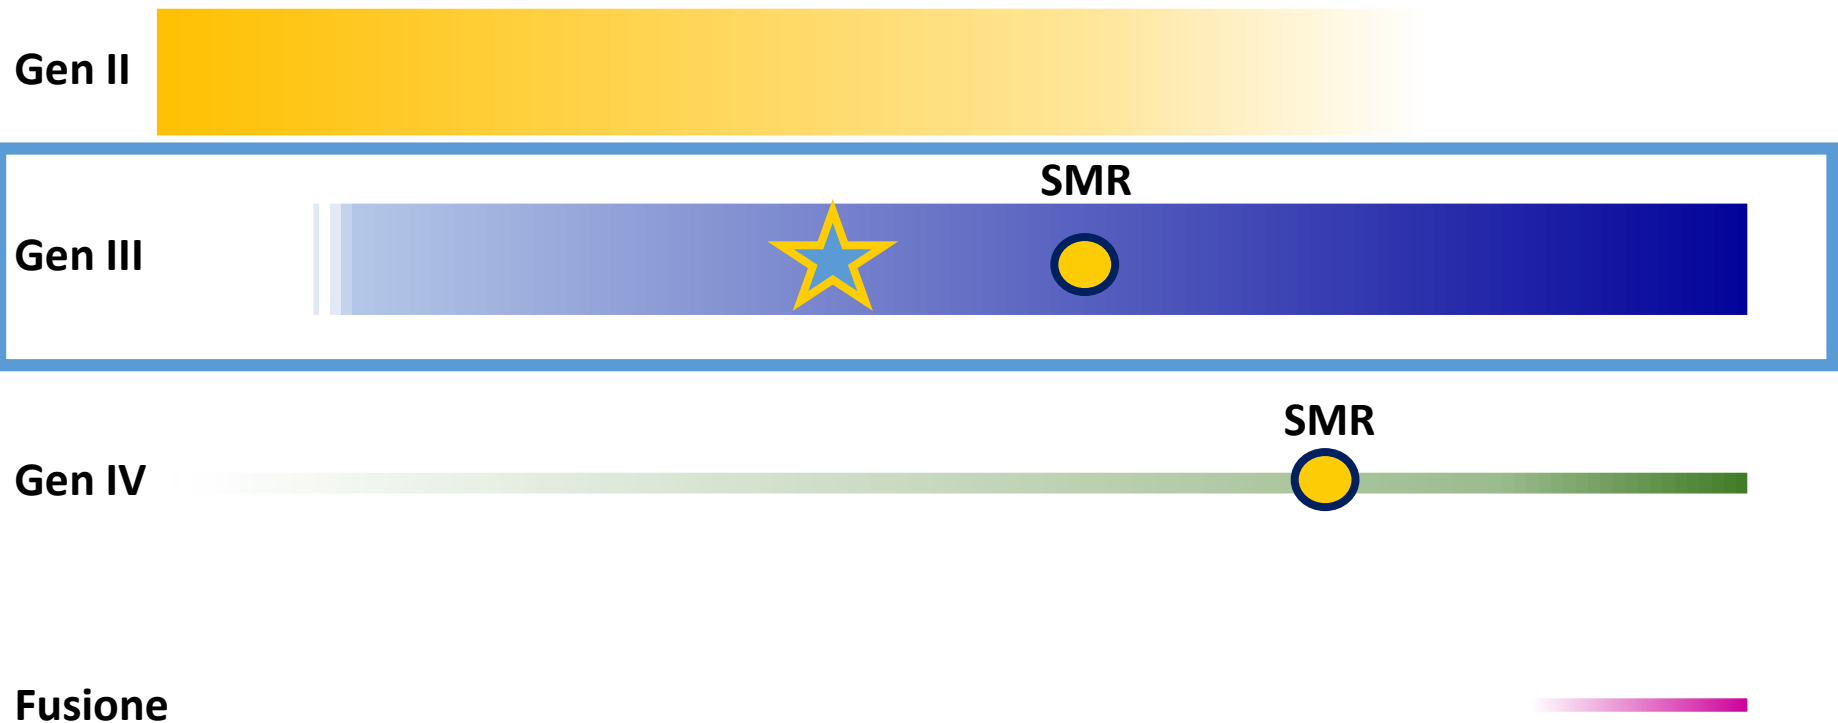 Gen II
SMR
Gen III
SMR
Gen IV
Fusione